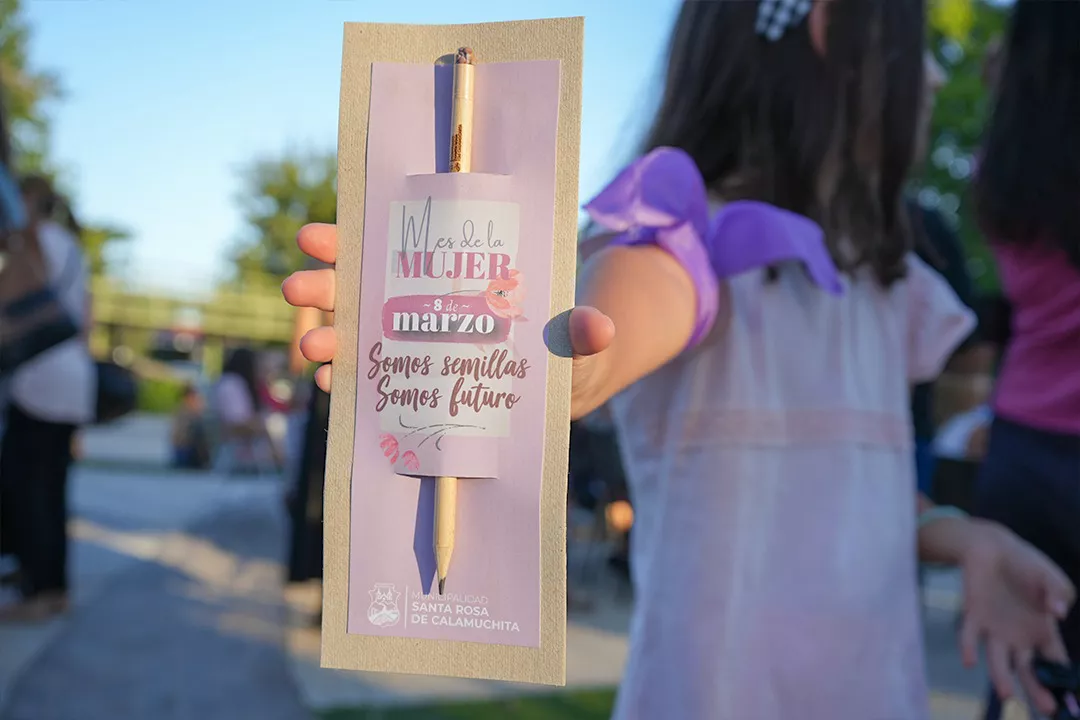 Mes de la
MUJER
~ 8 de ~
marzo
Somos semillas
Somos futuro
MUNICIPALIDAD
SANTA ROSA
DE CALAMUCHITA